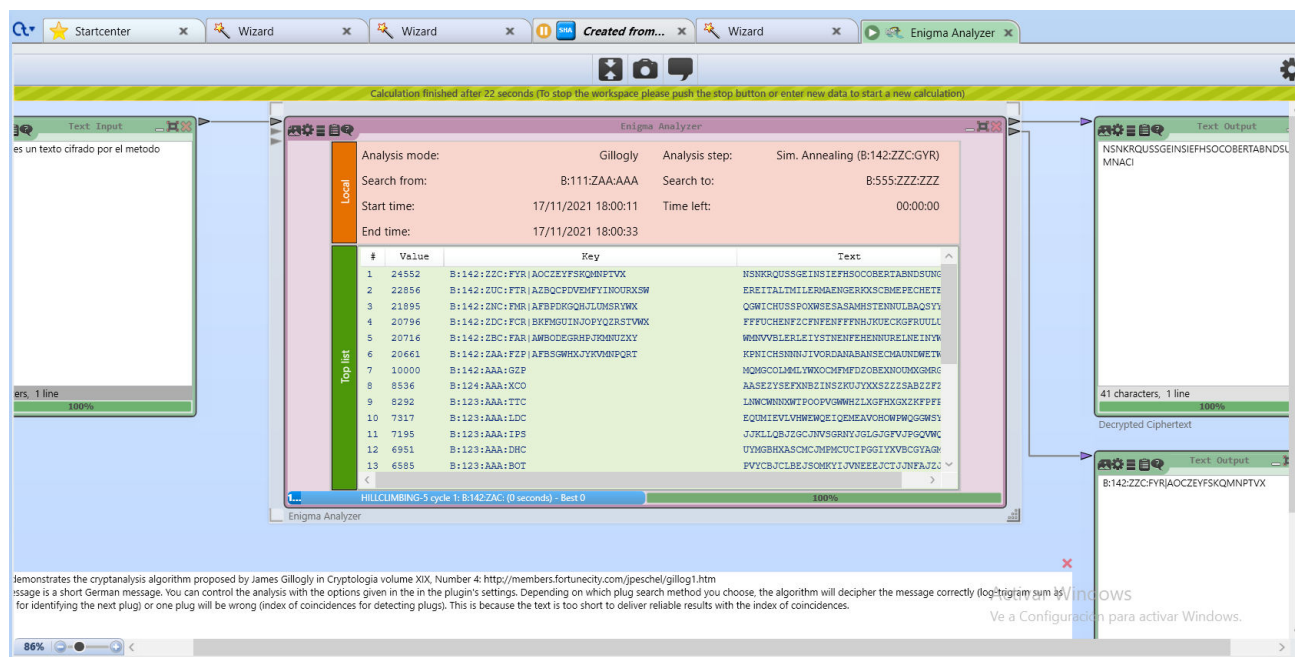 Startcenter × Wizard × Wizard × Created from... × Wizard × Enigma Analyzer ×
Calculation finished after 22 seconds (To stop the workspace please push the stop button or enter new data to start a new calculation)
Text Input
es un texto cifrado por el metodo
ers, 1 line
100%
Enigma Analyzer
Local
Analysis mode: Gillogly Analysis step: Sim. Annealing (B:142:ZZC:GYR)
Search from: B:111:ZAA:AAA Search to: B:555:ZZZ:ZZZ
Start time: 17/11/2021 18:00:11 Time left: 00:00:00
End time: 17/11/2021 18:00:33
Top list
# Value Key Text
1 24552 B:142:ZZC:FYR|AOCZEYFSKQMNPTVX NSNKRQUSSGEINSIEFHSOCOBERTABNDSUNG
2 22856 B:142:ZUC:FTR|AZBQCPDVEMFYINOURXSW EREITALTMILERMAENGERKXSCBMEPECHETE
3 21895 B:142:ZNC:FMR|AFBPDKGQHJLUMSRYWX QGWICHUSSPOXWSESASAMHSTENNULBAQSYY
4 20796 B:142:ZDC:FCR|BKFMGUINJOPYQZRSTVWX FFFUCHENFZCFNFENFFFNHJKUECKGFRUULU
5 20716 B:142:ZBC:FAR|AWBODEGRHPJKMNUZXY WMNVVBLERLEIYSTNENFEHENNURELNEINYW
6 20661 B:142:ZAA:FZP|AFBSGWHXJYKVMNPQRT KPNICHSNNNJIVORDANABANSECMAUNDWETW
7 10000 B:142:AAA:GZP MQMGCOLMMLYWXOCMFMFDZOBEXNOUMXGMRG
8 8536 B:124:AAA:XCO AASEZYSEFXNBZINSZKUJYXXSZZZSABZZFZ
9 8292 B:123:AAA:TTC LNWCWNNXWTPOOPVGWWHZLXGFHXGXZKFPFP
10 7317 B:123:AAA:LDC EQUMIEVLVHWEWQEIQEMEAVOHOWPWQGGWSY
11 7195 B:123:AAA:IPS JJKLLQBJZGCJNVSGRNYJGLGJGFVJPGQVWQ
12 6951 B:123:AAA:DHC UYMGBHXASCMCJMPMCUCIPGGIYXVBCGYAGM
13 6585 B:123:AAA:BOT PVYCBJCLBEJSOMKYIJVNEEEJCTJJNFAJZJ
1...
HILLCLIMBING-5 cycle 1: B:142:ZAC: (0 seconds) - Best 0
100%
Enigma Analyzer
Text Output
NSNKRQUSSGEINSIEFHSOCOBERTABNDSU
MNACI
41 characters, 1 line
100%
Decrypted Ciphertext
Text Output
B:142:ZZC:FYR|AOCZEYFSKQMNPTVX
demonstrates the cryptanalysis algorithm proposed by James Gillogly in Cryptologia volume XIX, Number 4: http://members.fortunecity.com/jpeschel/gillog1.htm
essage is a short German message. You can control the analysis with the options given in the in the plugin's settings. Depending on which plug search method you choose, the algorithm will decipher the message correctly (log-trigram sum as
for identifying the next plug) or one plug will be wrong (index of coincidences for detecting plugs). This is because the text is too short to deliver reliable results with the index of coincidences.
Activar Windows
Ve a Configuración para activar Windows.
86%